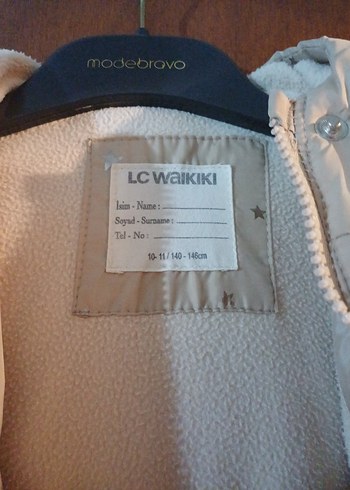 modebravo
LC WAIKIKI
İsim - Name :
Soyad - Surname :
Tel - No :
10- 11 / 140 - 146cm